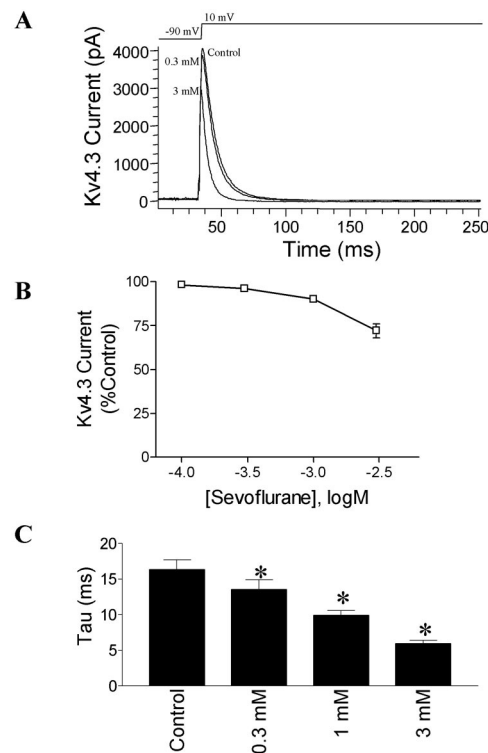 A
10 mV
-90 mV
Control
0.3 mM
3 mM
4000
3000
2000
1000
0
Kv4.3 Current (pA)
50
100
150
200
250
Time (ms)
B
100
75
50
25
0
Kv4.3 Current
(%Control)
-4.0
-3.5
-3.0
-2.5
[Sevoflurane], logM
C
20
15
10
5
0
Tau (ms)
*
*
*
Control
0.3 mM
1 mM
3 mM